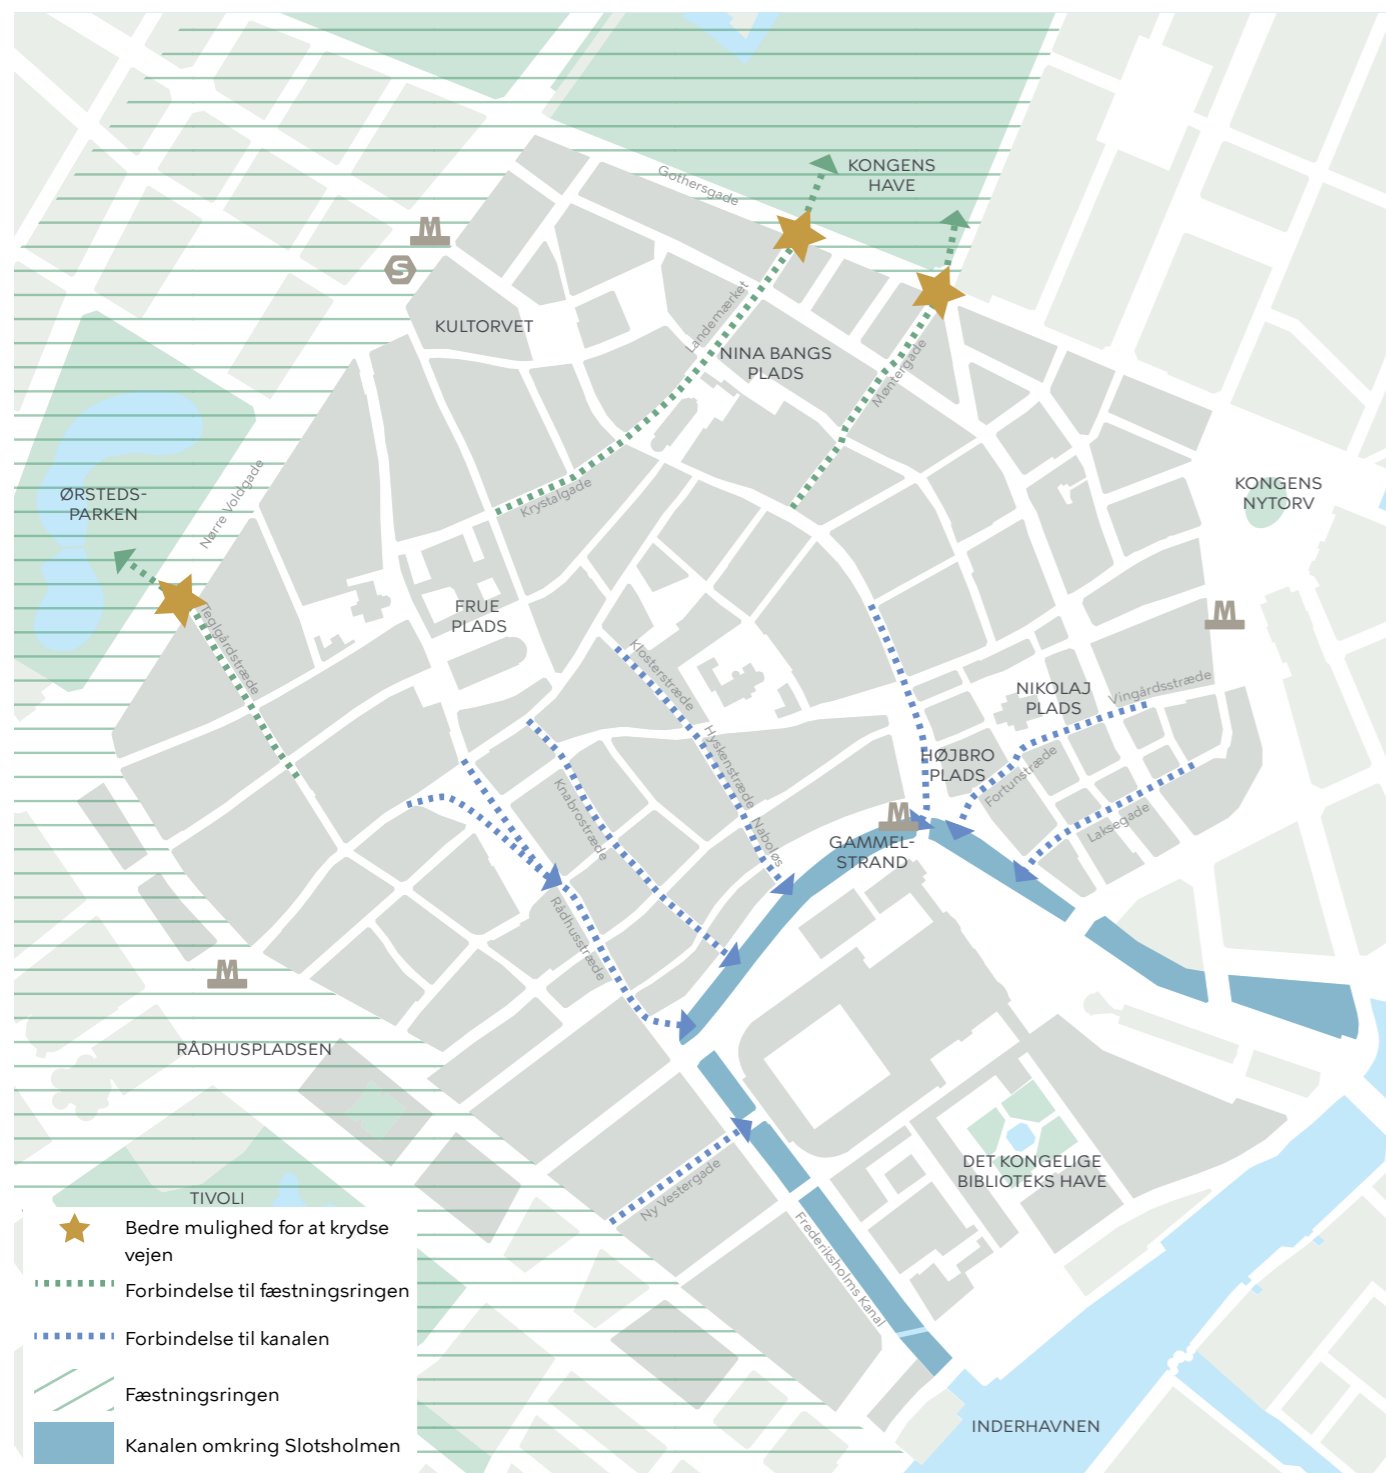 KONGENS
HAVE
Gothersgade
M
S
KULTORVET
Landemærket
NINA BANGS
PLADS
Møntergade
ØRSTEDS-
PARKEN
Nørre Voldgade
Krystalgade
KONGENS
NYTORV
Teglgårdstræde
FRUE
PLADS
M
Klosterstræde
NIKOLAJ
PLADS
Vingårdsstræde
Hyskenstræde
HØJBRO
PLADS
Fortunstræde
Knabrostræde
Naboløs
M
GAMMEL-
STRAND
Laksegade
Rådhusstræde
M
RÅDHUSPLADSEN
DET KONGELIGE
BIBLIOTEKS HAVE
Ny Vestergade
TIVOLI
Frederiksholms Kanal
INDERHAVNEN
Bedre mulighed for at krydse
vejen
Forbindelse til fæstningsringen
Forbindelse til kanalen
Fæstningsringen
Kanalen omkring Slotsholmen